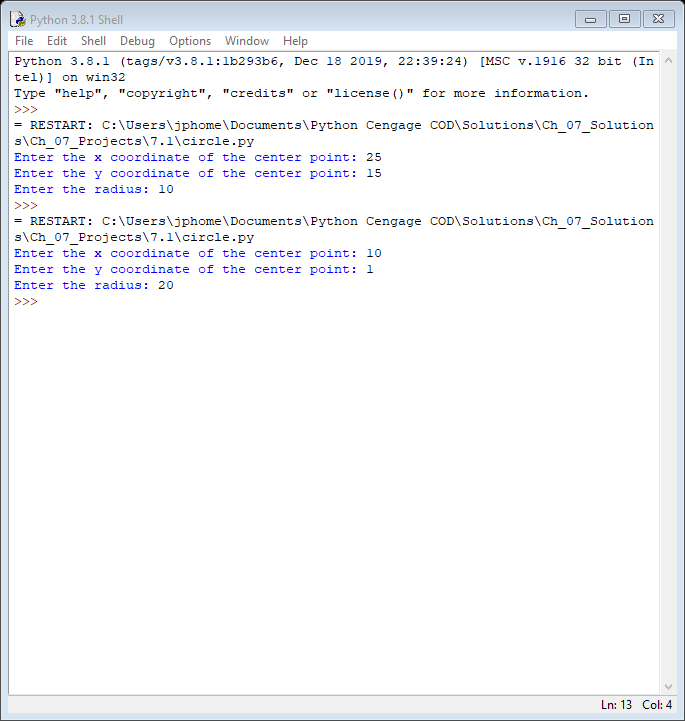 Python 3.8.1 Shell
File Edit Shell Debug Options Window Help
Python 3.8.1 (tags/v3.8.1:1b293b6, Dec 18 2019, 22:39:24) [MSC v.1916 32 bit (In
tel)] on win32
Type "help", "copyright", "credits" or "license()" for more information.
>>>
= RESTART: C:\Users\jphome\Documents\Python Cengage COD\Solutions\Ch_07_Solution
s\Ch_07_Projects\7.1\circle.py
Enter the x coordinate of the center point: 25
Enter the y coordinate of the center point: 15
Enter the radius: 10
>>>
= RESTART: C:\Users\jphome\Documents\Python Cengage COD\Solutions\Ch_07_Solution
s\Ch_07_Projects\7.1\circle.py
Enter the x coordinate of the center point: 10
Enter the y coordinate of the center point: 1
Enter the radius: 20
>>>
Ln: 13 Col: 4